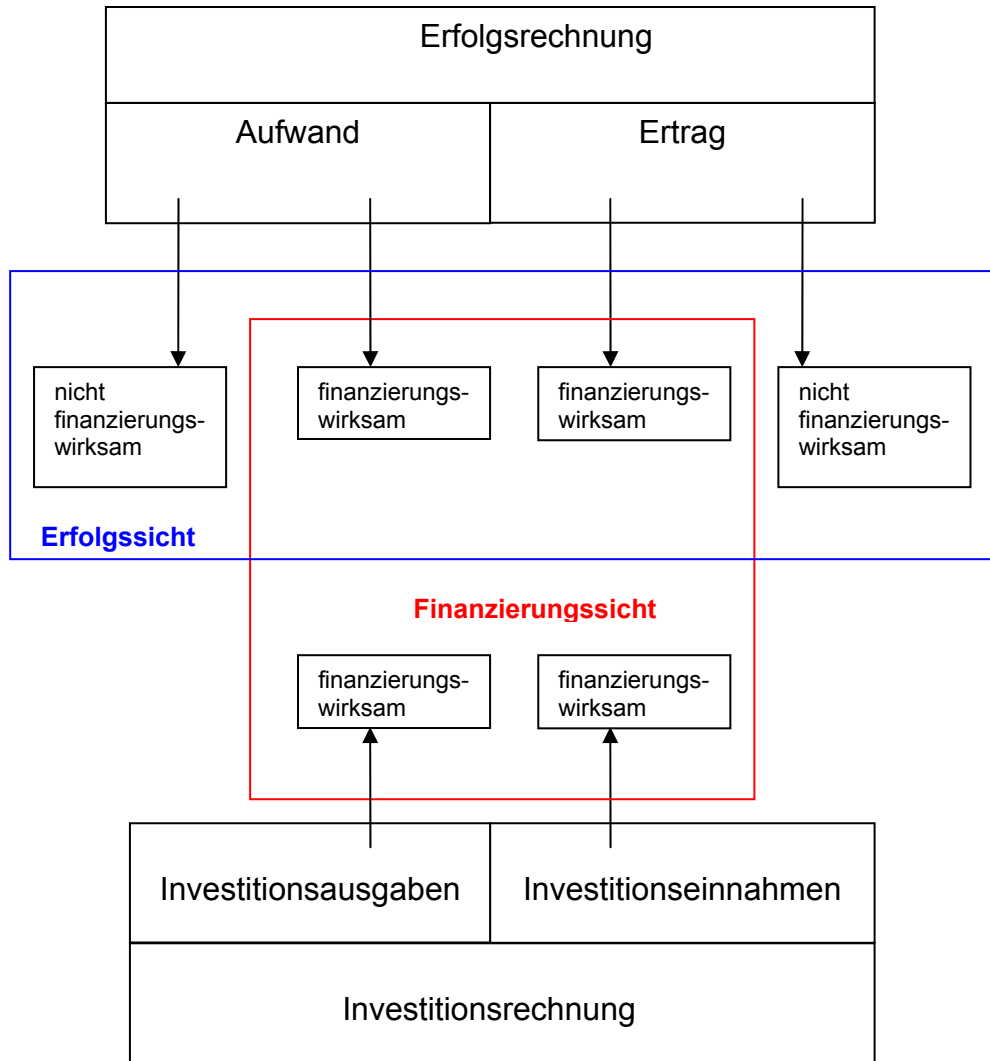 Erfolgsrechnung
Aufwand
Ertrag
nicht
finanzierungs-
wirksam
finanzierungs-
wirksam
finanzierungs-
wirksam
nicht
finanzierungs-
wirksam
Erfolgssicht
Finanzierungssicht
finanzierungs-
wirksam
finanzierungs-
wirksam
Investitionsausgaben
Investitionseinnahmen
Investitionsrechnung